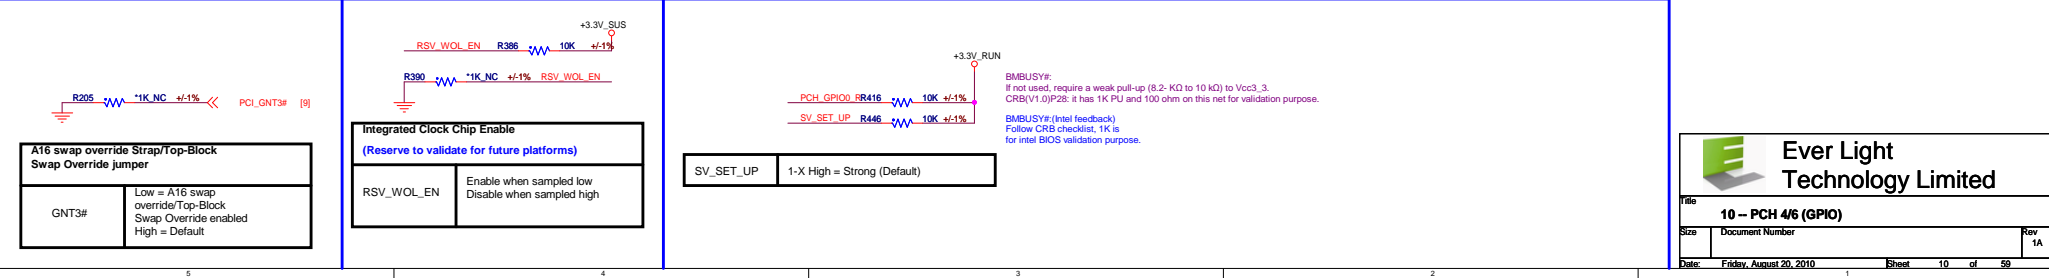 R205 *1K_NC +/-1% PCI_GNT3# [9]
A16 swap override Strap/Top-Block
Swap Override jumper
GNT3#
Low = A16 swap
override/Top-Block
Swap Override enabled
High = Default
+3.3V_SUS
RSV_WOL_EN R386 10K +/-1%
R390 *1K_NC +/-1% RSV_WOL_EN
Integrated Clock Chip Enable
(Reserve to validate for future platforms)
RSV_WOL_EN
Enable when sampled low
Disable when sampled high
+3.3V_RUN
PCH_GPIO0_R R416 10K +/-1%
SV_SET_UP R446 10K +/-1%
BMBUSY#:
If not used, require a weak pull-up (8.2- KΩ to 10 kΩ) to Vcc3_3.
CRB(V1.0)P28: it has 1K PU and 100 ohm on this net for validation purpose.
BMBUSY#:(Intel feedback)
Follow CRB checklist, 1K is
for intel BIOS validation purpose.
SV_SET_UP 1-X High = Strong (Default)
Ever Light
Technology Limited
Title
10 -- PCH 4/6 (GPIO)
Size Document Number Rev
1A
Date: Friday, August 20, 2010 Sheet 10 of 59
5 4 3 2 1